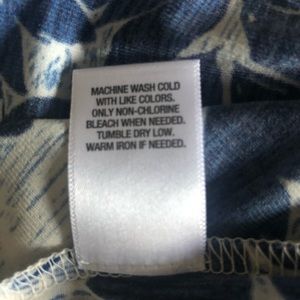 MACHINE WASH COLD
WITH LIKE COLORS.
ONLY NON-CHLORINE
BLEACH WHEN NEEDED.
TUMBLE DRY LOW.
WARM IRON IF NEEDED.